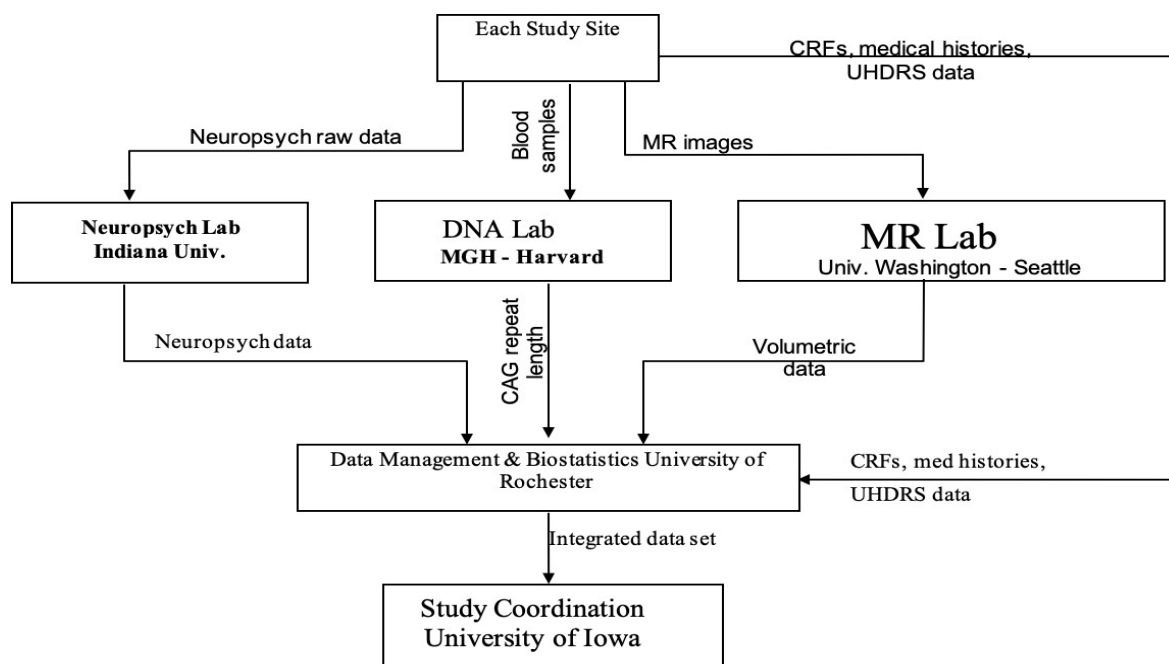 Each Study Site
CRFs, medical histories,
UHDRS data
Neuropsych raw data
Blood
samples
MR images
Neuropsych Lab
Indiana Univ.
DNA Lab
MGH - Harvard
MR Lab
Univ. Washington - Seattle
Neuropsych data
CAG repeat
length
Volumetric
data
Data Management & Biostatistics University of
Rochester
CRFs, med histories,
UHDRS data
Integrated data set
Study Coordination
University of Iowa